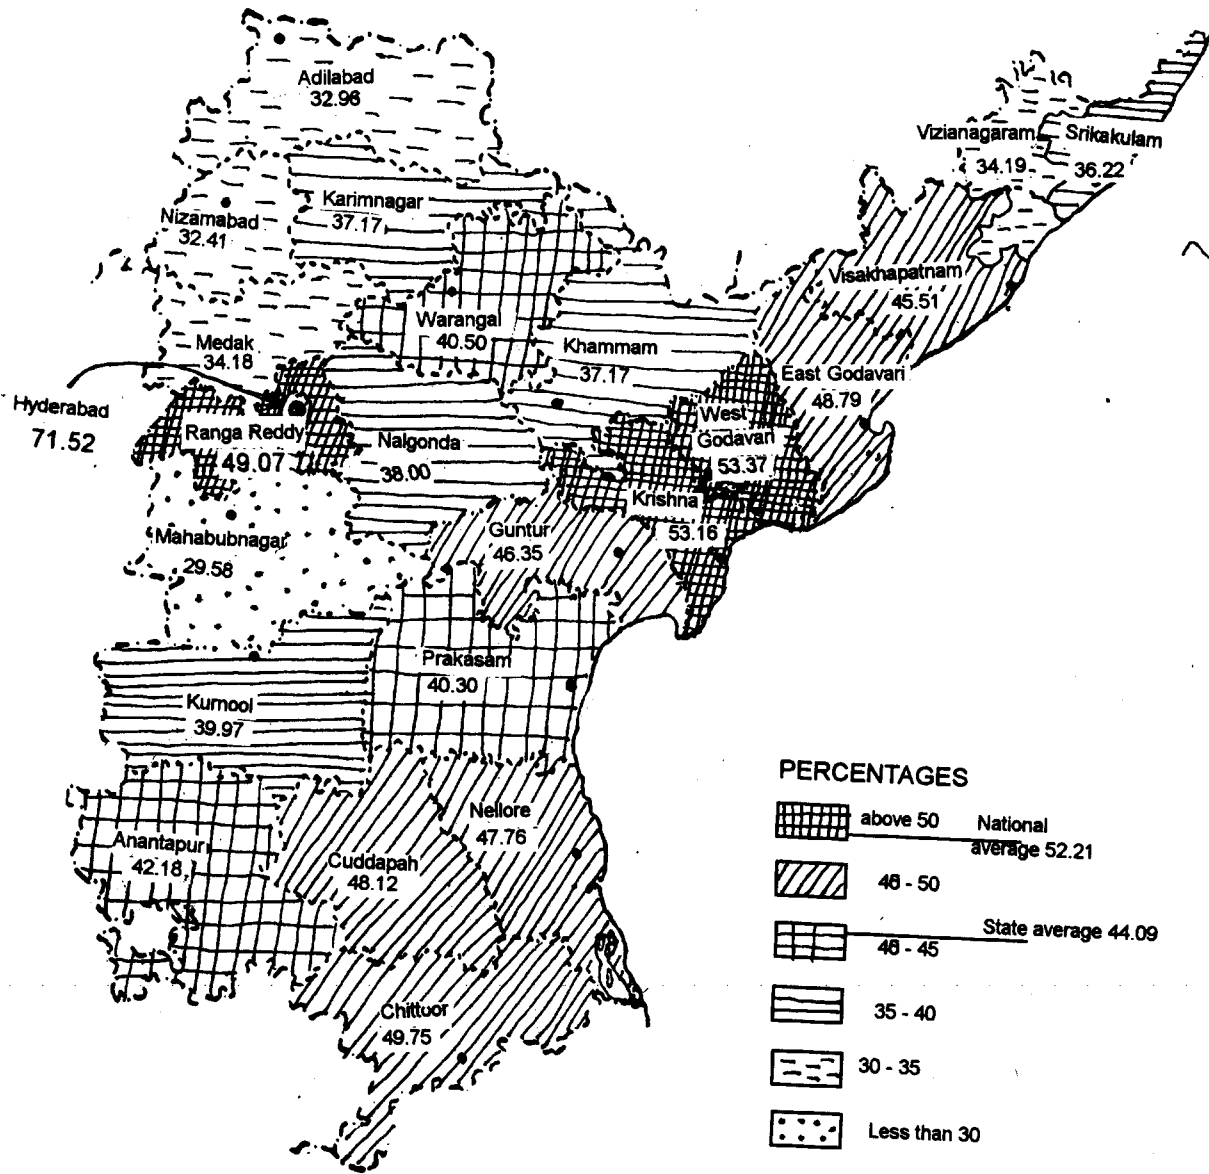 Adilabad
32.96
Vizianagaram
34.19
Srikakulam
36.22
Karimnagar
37.17
Nizamabad
32.41
Visakhapatnam
45.51
Warangal
40.50
Medak
34.18
Khammam
37.17
East Godavari
48.79
Hyderabad
71.52
West
Godavari
53.37
Ranga Reddy
49.07
Nalgonda
38.00
Krishna
53.16
Guntur
46.35
Mahabubnagar
29.58
Prakasam
40.30
Kurnool
39.97
Nellore
47.76
Anantapur
42.18
Cuddapah
48.12
Chittoor
49.75
PERCENTAGES
above 50
National
average 52.21
46 - 50
State average 44.09
46 - 45
35 - 40
30 - 35
Less than 30